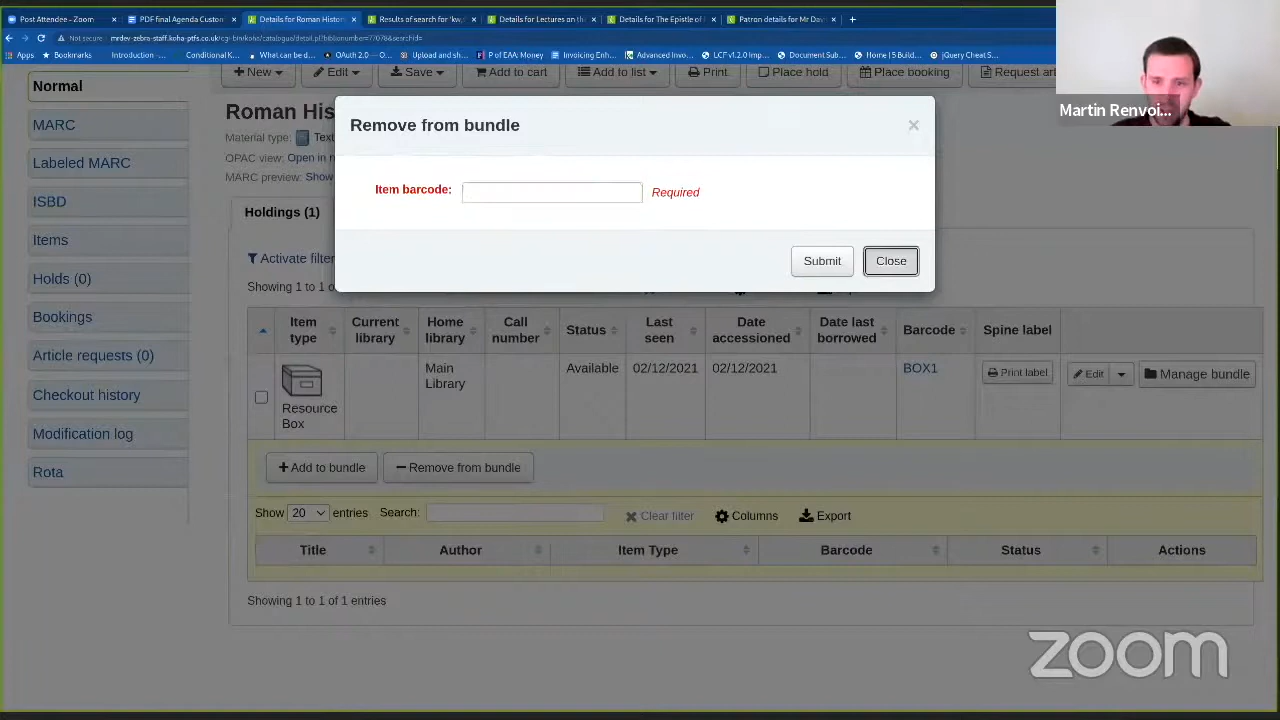 Post Attendee - Zoom
PDF final Agenda Custom
Details for Roman History
Results of search for 'kw,
Details for Lectures on the
Details for The Epistle of
Patron details for Mr Davi
Not secure
mrdev-zebra-staff.koha-ptfs.co.uk/cgi-bin/koha/catalogue/detail.pl?biblionumber=77078&searchid=
Apps
Bookmarks
Introduction -...
Conditional K...
What can be d...
OAuth 2.0 —O...
Upload and sh...
P of EAA: Money
Invoicing Enh...
Advanced Invo...
LCF v1.2.0 Imp...
Document Sub...
Home | 5 Build...
jQuery Cheat S...
Martin Renvoi...
New
Edit
Save
Add to cart
Add to list
Print
Place hold
Place booking
Request art
Normal
MARC
Labeled MARC
ISBD
Items
Holds (0)
Bookings
Article requests (0)
Checkout history
Modification log
Rota
Roman His
Material type: Text
OPAC view: Open in n
MARC preview: Show
Holdings (1)
Activate filter
Showing 1 to 1 o
Remove from bundle
×
Item barcode:
Required
Submit
Close
Item type
Current library
Home library
Call number
Status
Last seen
Date accessioned
Date last borrowed
Barcode
Spine label
Resource Box
Main Library
Available
02/12/2021
02/12/2021
BOX1
Print label
Edit
Manage bundle
Add to bundle
Remove from bundle
Show 20 entries
Search:
Clear filter
Columns
Export
Title
Author
Item Type
Barcode
Status
Actions
Showing 1 to 1 of 1 entries
zoom